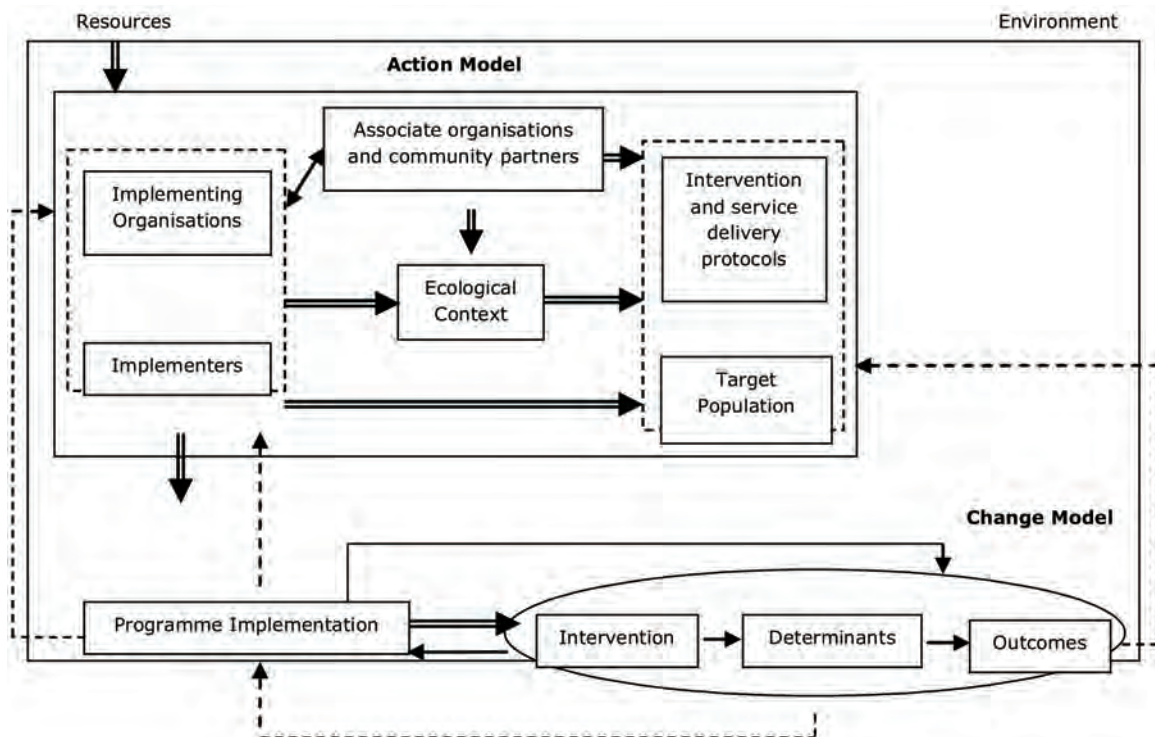 Resources
Environment
Action Model
Associate organisations
and community partners
Implementing
Organisations
Intervention
and service
delivery
protocols
Ecological
Context
Implementers
Target
Population
Change Model
Programme Implementation
Intervention
Determinants
Outcomes